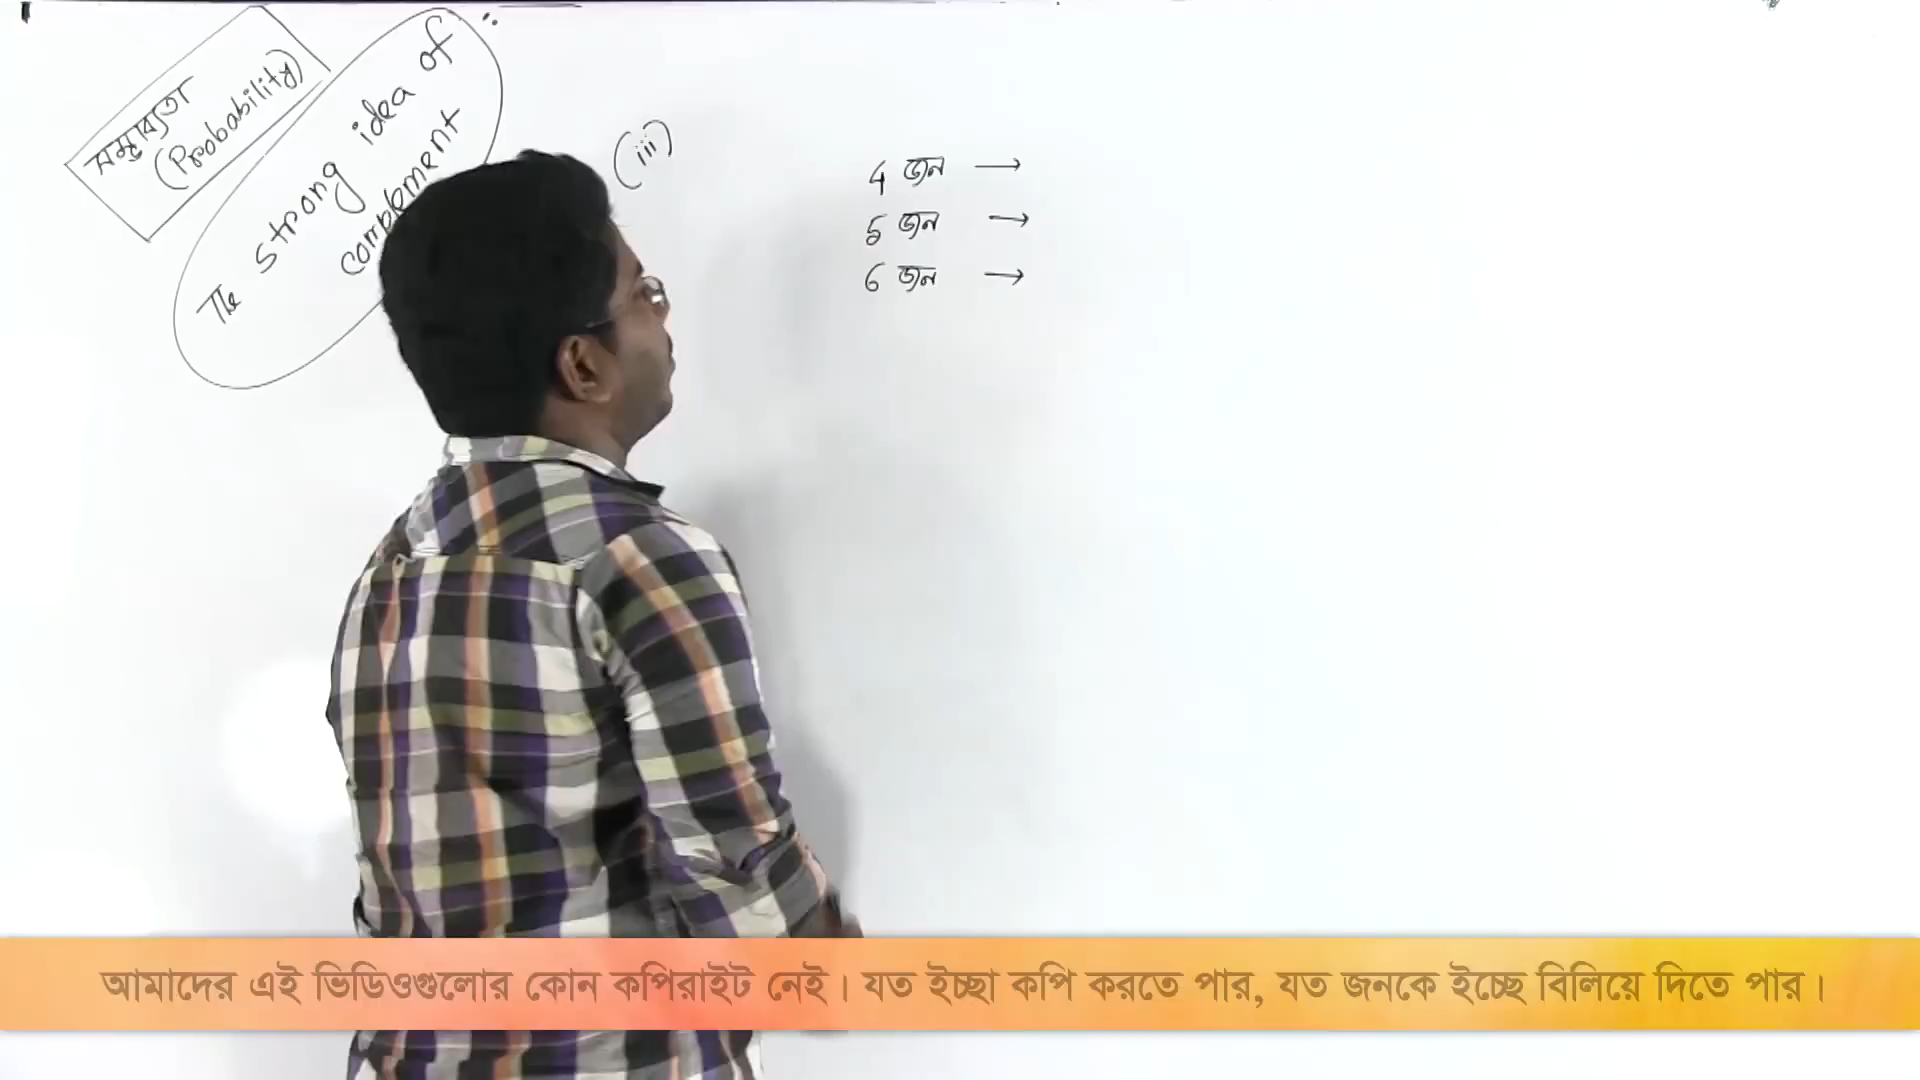 সম্ভাব্যতা
(Probability)
The strong idea of
complement
(iii)
4 জন →
5 জন →
6 জন →
আমাদের এই ভিডিওগুলোর কোন কপিরাইট নেই। যত ইচ্ছা কপি করতে পার, যত জনকে ইচ্ছে বিলিয়ে দিতে পার।